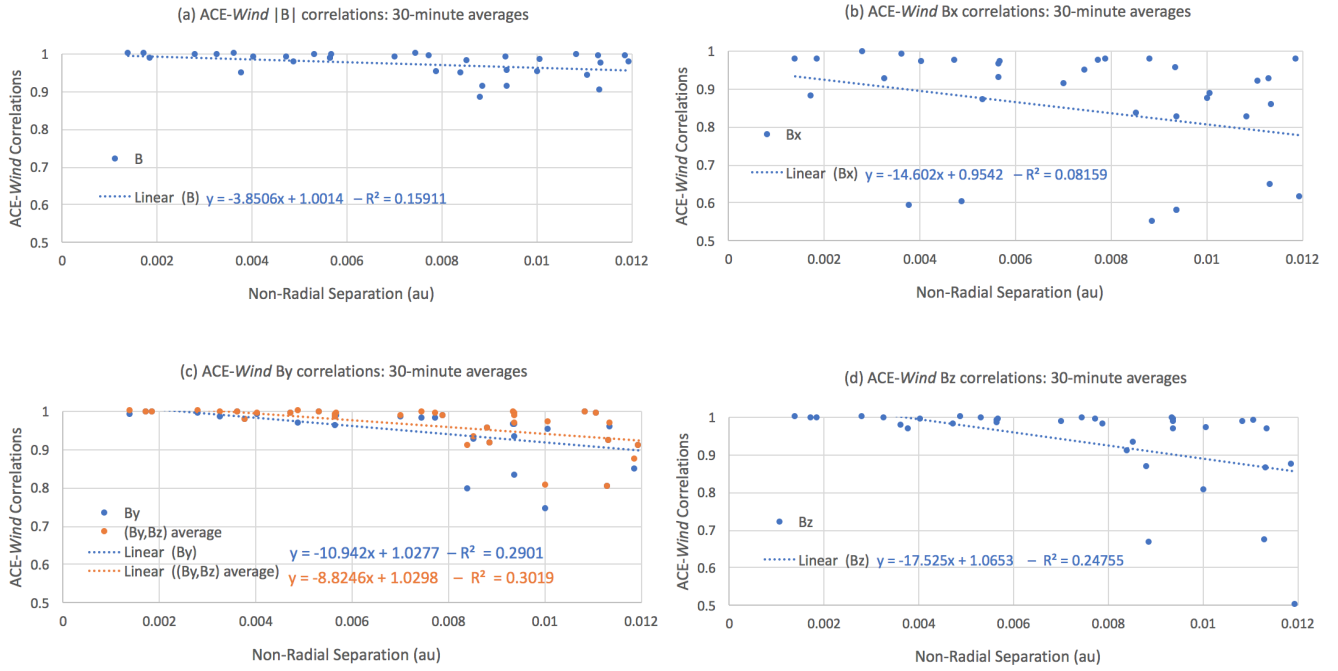 (a) ACE-Wind |B| correlations: 30-minute averages
ACE-Wind Correlations
1
0.9
0.8
0.7
0.6
0.5
B
Linear (B) y = -3.8506x + 1.0014 – R² = 0.15911
0 0.002 0.004 0.006 0.008 0.01 0.012
Non-Radial Separation (au)
(b) ACE-Wind Bx correlations: 30-minute averages
ACE-Wind Correlations
1
0.9
0.8
0.7
0.6
0.5
Bx
Linear (Bx) y = -14.602x + 0.9542 – R² = 0.08159
0 0.002 0.004 0.006 0.008 0.01 0.012
Non-Radial Separation (au)
(c) ACE-Wind By correlations: 30-minute averages
ACE-Wind Correlations
1
0.9
0.8
0.7
0.6
0.5
By
(By,Bz) average
Linear (By) y = -10.942x + 1.0277 – R² = 0.2901
Linear ((By,Bz) average) y = -8.8246x + 1.0298 – R² = 0.3019
0 0.002 0.004 0.006 0.008 0.01 0.012
Non-Radial Separation (au)
(d) ACE-Wind Bz correlations: 30-minute averages
ACE-Wind Correlations
1
0.9
0.8
0.7
0.6
0.5
Bz
Linear (Bz) y = -17.525x + 1.0653 – R² = 0.24755
0 0.002 0.004 0.006 0.008 0.01 0.012
Non-Radial Separation (au)